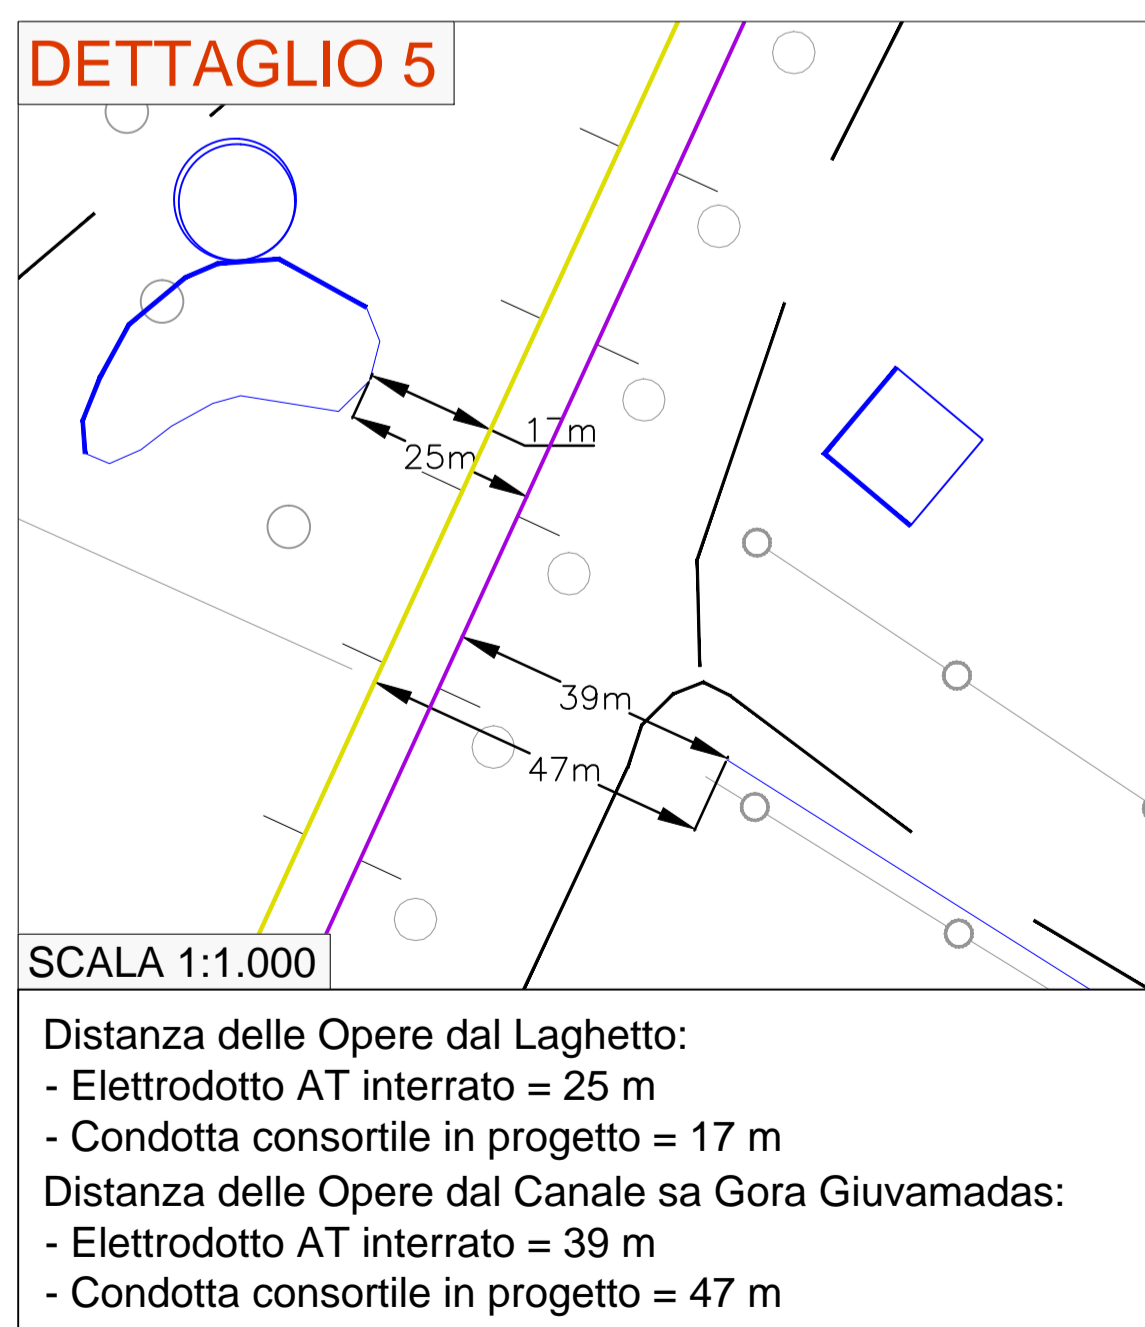 DETTAGLIO 5
17m
25m
39m
47m
SCALA 1:1.000
Distanza delle Opere dal Laghetto:
- Elettrodotto AT interrato = 25 m
- Condotta consortile in progetto = 17 m
Distanza delle Opere dal Canale sa Gora Giuvamadas:
- Elettrodotto AT interrato = 39 m
- Condotta consortile in progetto = 47 m